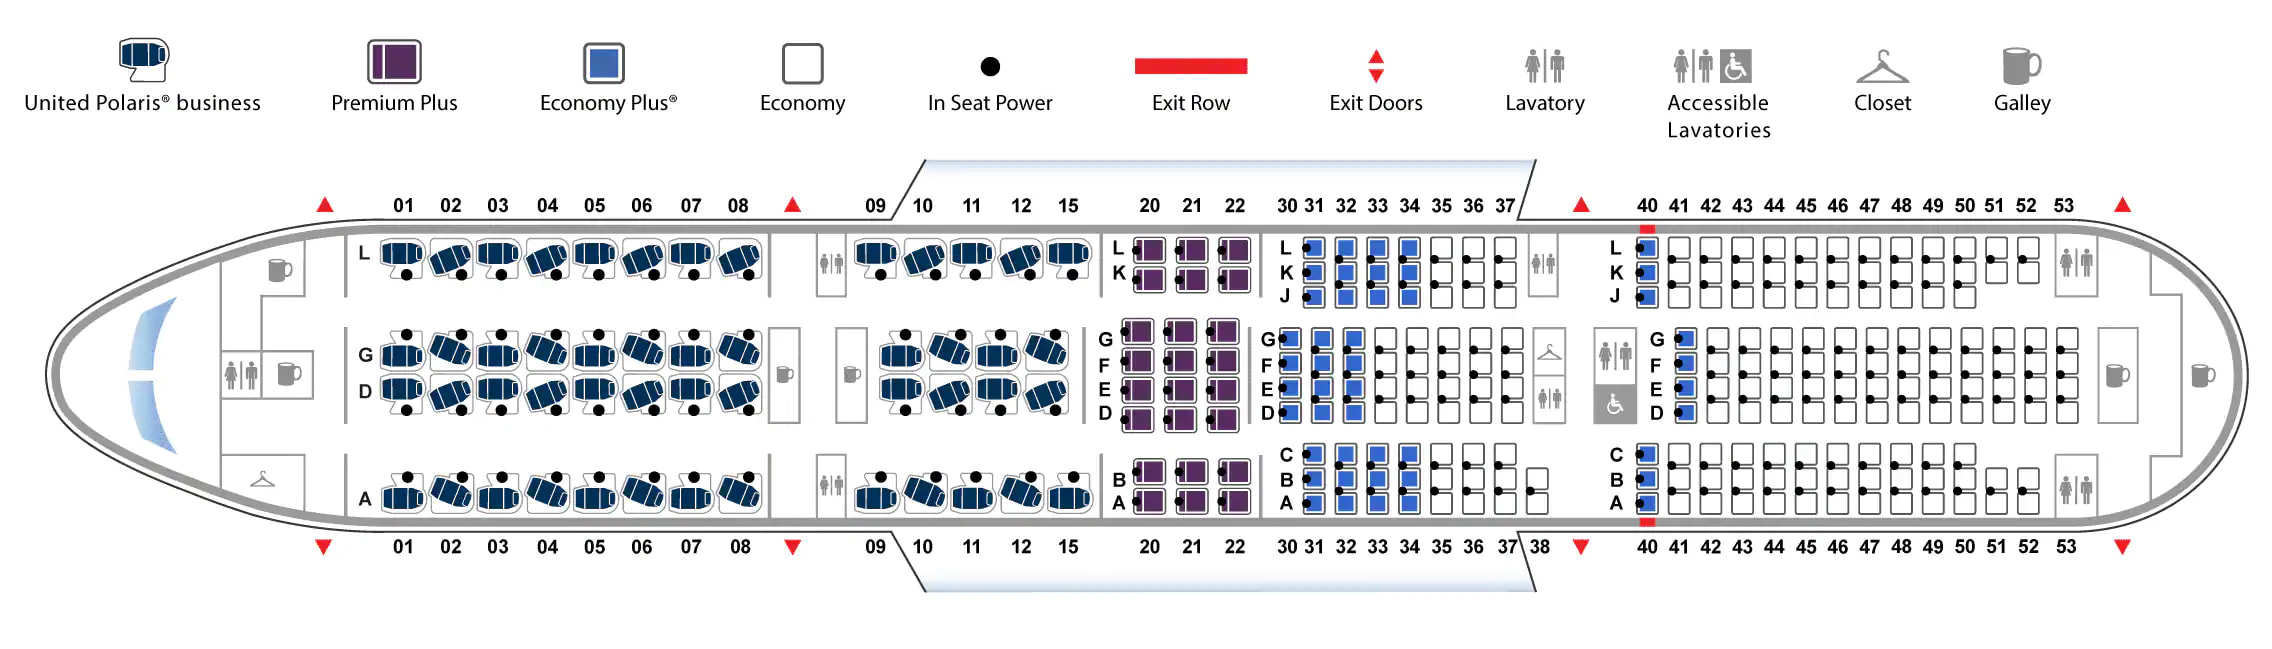 United Polaris® business
Premium Plus
Economy Plus®
Economy
In Seat Power
Exit Row
Exit Doors
Lavatory
Accessible
Lavatories
Closet
Galley
01 02 03 04 05 06 07 08 09 10 11 12 15 20 21 22 30 31 32 33 34 35 36 37 40 41 42 43 44 45 46 47 48 49 50 51 52 53
L L L L
K K K
J J
G G G G
F F F
E E E
D D D D
C C
B B B
A A A A
01 02 03 04 05 06 07 08 09 10 11 12 15 20 21 22 30 31 32 33 34 35 36 37 38 40 41 42 43 44 45 46 47 48 49 50 51 52 53